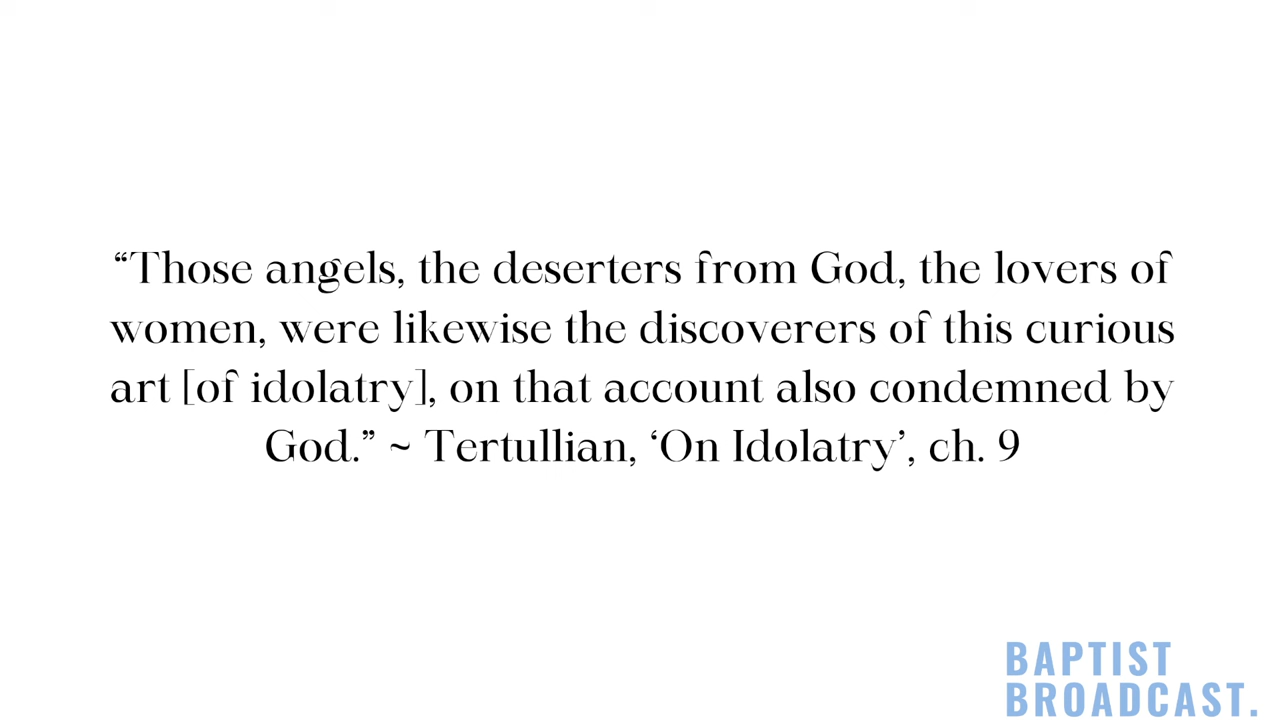 “Those angels, the deserters from God, the lovers of
women, were likewise the discoverers of this curious
art [of idolatry], on that account also condemned by
God.” ~ Tertullian, ‘On Idolatry’, ch. 9
BAPTIST
BROADCAST.